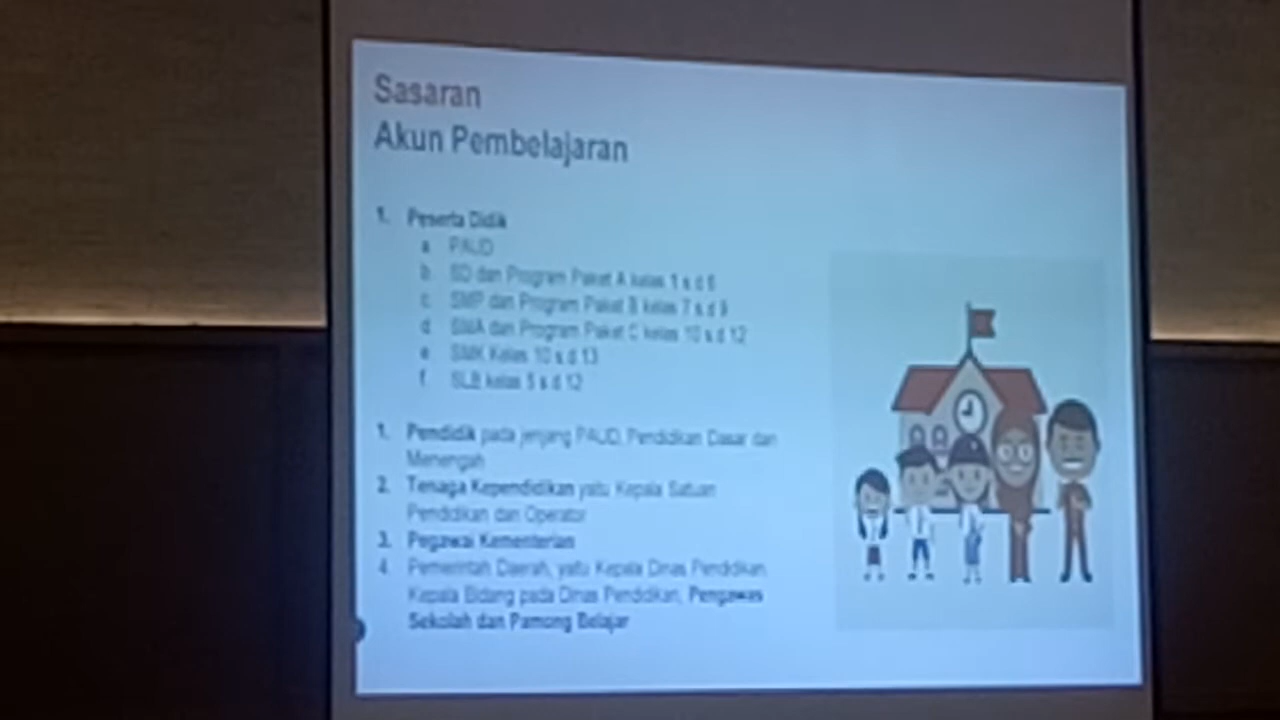 Sasaran
Akun Pembelajaran
1. Peserta Didik
a PAUD
b. SD dan Program Paket A kelas 1 s.d 6
c. SMP dan Program Paket B kelas 7 s.d 9
d. SMA dan Program Paket C kelas 10 s.d 12
e. SMK Kelas 10 s.d 13
f. SLB kelas 5 s.d 12
1. Pendidik pada jenjang PAUD, Pendidikan Dasar dan
Menengah
2. Tenaga Kependidikan yaitu Kepala Satuan
Pendidikan dan Operator
3. Pegawai Kementerian
4. Pemerintah Daerah, yaitu Kepala Dinas Pendidikan,
Kepala Bidang pada Dinas Pendidikan, Pengawas
Sekolah dan Pamong Belajar